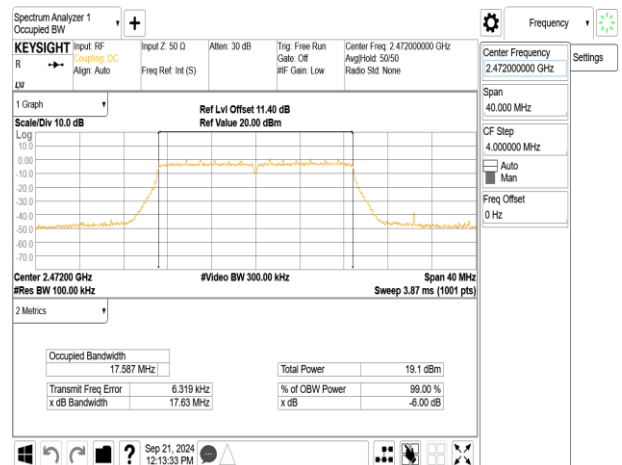 Spectrum Analyzer 1
Occupied BW
KEYSIGHT
R
Input: RF
Coupling: DC
Align: Auto
Input Z: 50 Ω
Freq Ref: Int (S)
Atten: 30 dB
Trig: Free Run
Gate: Off
#IF Gain: Low
Center Freq: 2.472000000 GHz
Avg|Hold: 50/50
Radio Std: None
1 Graph
Scale/Div 10.0 dB
Ref Lvl Offset 11.40 dB
Ref Value 20.00 dBm
Log
10.0
0.00
-10.0
-20.0
-30.0
-40.0
-50.0
-60.0
-70.0
Center 2.47200 GHz
#Video BW 300.00 kHz
Span 40 MHz
#Res BW 100.00 kHz
Sweep 3.87 ms (1001 pts)
2 Metrics
Occupied Bandwidth
17.587 MHz
Transmit Freq Error 6.319 kHz
x dB Bandwidth 17.63 MHz
Total Power 19.1 dBm
% of OBW Power 99.00 %
x dB -6.00 dB
?
Sep 21, 2024
12:13:33 PM
Frequency
Settings
Center Frequency
2.472000000 GHz
Span
40.000 MHz
CF Step
4.000000 MHz
Auto
Man
Freq Offset
0 Hz